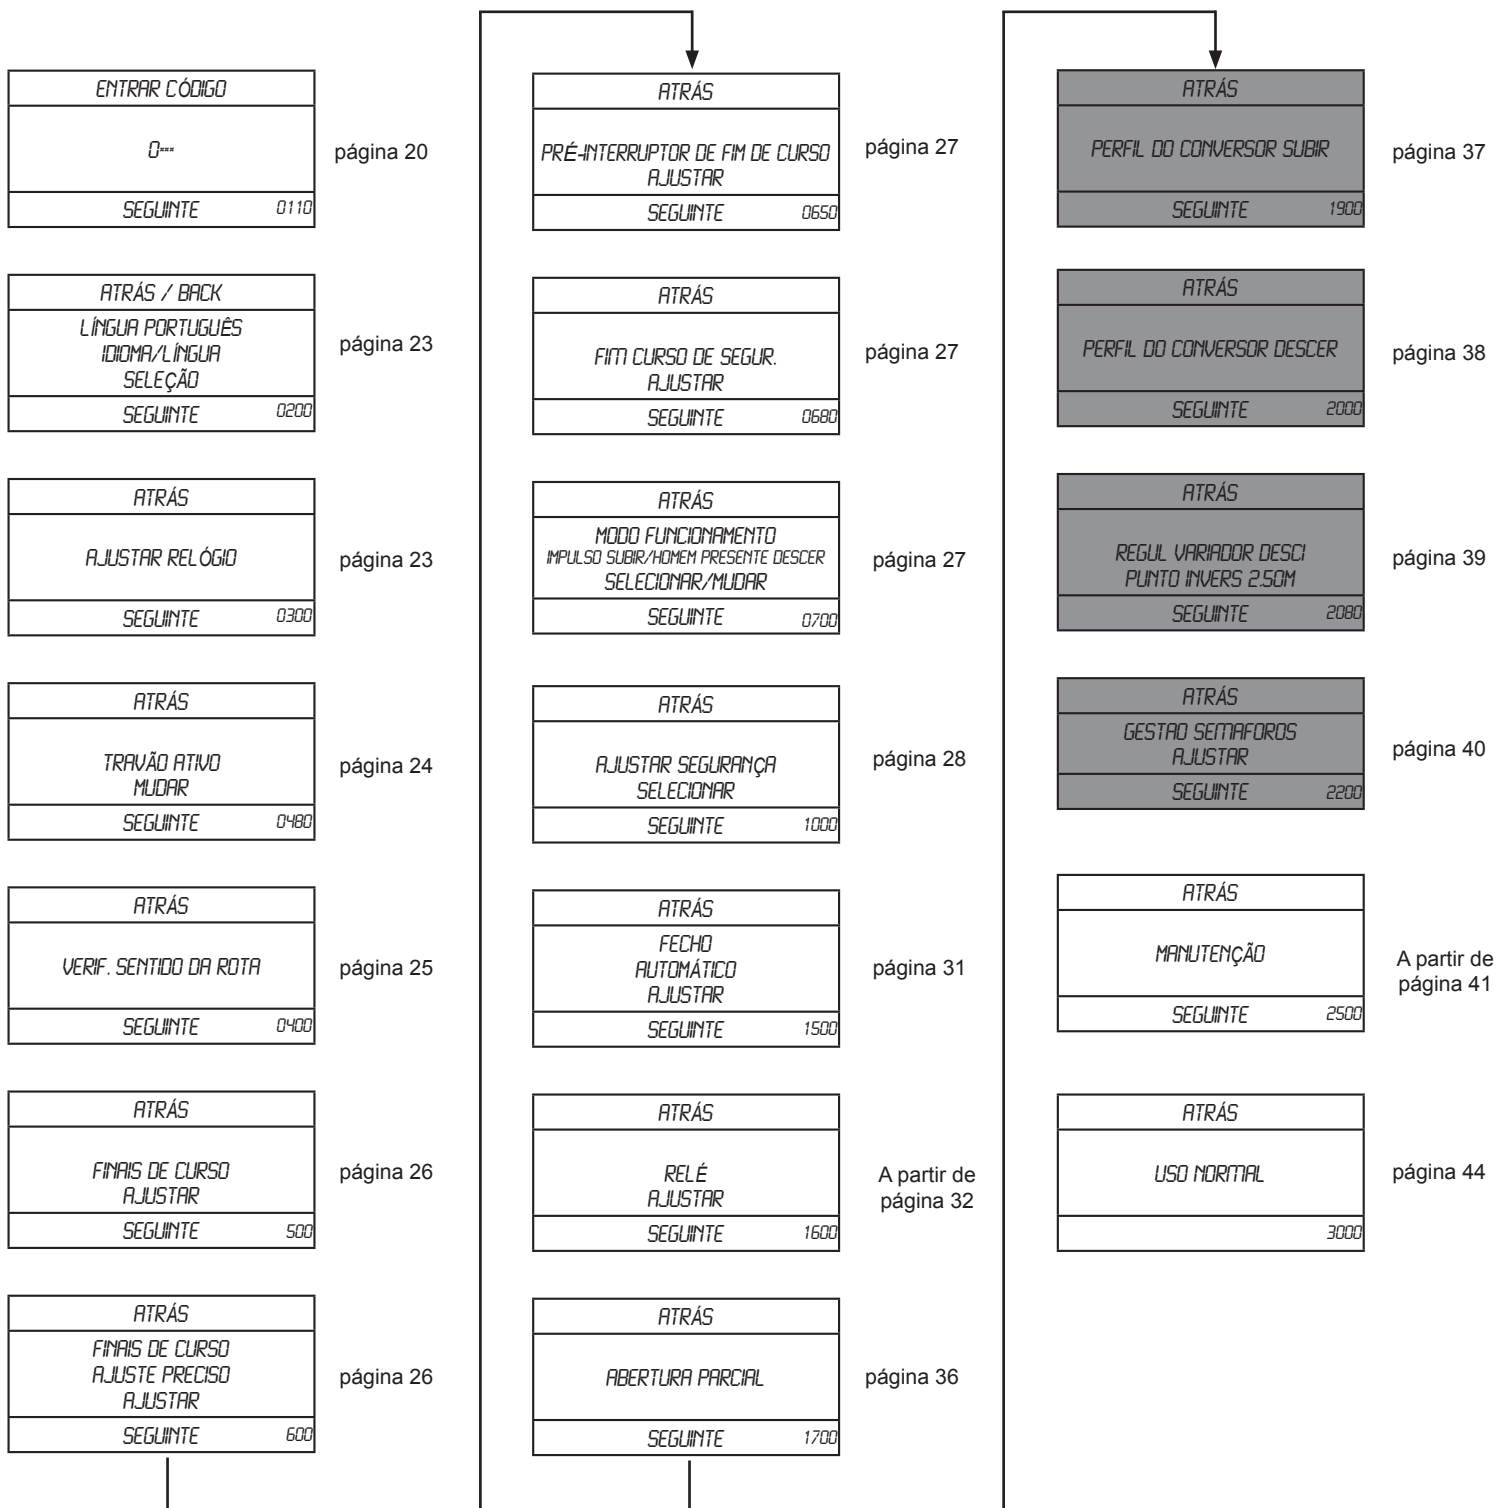 ENTRAR CÓDIGO
0***
SEGUINTE 0110
página 20
ATRÁS / BACK
LÍNGUA PORTUGUÊS
IDIOMA/LÍNGUA
SELEÇÃO
SEGUINTE 0200
página 23
ATRÁS
AJUSTAR RELÓGIO
SEGUINTE 0300
página 23
ATRÁS
TRAVÃO ATIVO
MUDAR
SEGUINTE 0480
página 24
ATRÁS
VERIF. SENTIDO DA ROTA
SEGUINTE 0400
página 25
ATRÁS
FINAIS DE CURSO
AJUSTAR
SEGUINTE 500
página 26
ATRÁS
FINAIS DE CURSO
AJUSTE PRECISO
AJUSTAR
SEGUINTE 600
página 26
ATRÁS
PRÉ-INTERRUPTOR DE FIM DE CURSO
AJUSTAR
SEGUINTE 0650
página 27
ATRÁS
FIM CURSO DE SEGUR.
AJUSTAR
SEGUINTE 0680
página 27
ATRÁS
MODO FUNCIONAMENTO
IMPULSO SUBIR/HOMEM PRESENTE DESCER
SELECIONAR/MUDAR
SEGUINTE 0700
página 27
ATRÁS
AJUSTAR SEGURANÇA
SELECIONAR
SEGUINTE 1000
página 28
ATRÁS
FECHO
AUTOMÁTICO
AJUSTAR
SEGUINTE 1500
página 31
ATRÁS
RELÉ
AJUSTAR
SEGUINTE 1600
A partir de
página 32
ATRÁS
ABERTURA PARCIAL
SEGUINTE 1700
página 36
ATRÁS
PERFIL DO CONVERSOR SUBIR
SEGUINTE 1900
página 37
ATRÁS
PERFIL DO CONVERSOR DESCER
SEGUINTE 2000
página 38
ATRÁS
REGUL VARIADOR DESCI
PUNTO INVERS 2.50M
SEGUINTE 2080
página 39
ATRÁS
GESTAO SEMAFOROS
AJUSTAR
SEGUINTE 2200
página 40
ATRÁS
MANUTENÇÃO
SEGUINTE 2500
A partir de
página 41
ATRÁS
USO NORMAL
3000
página 44